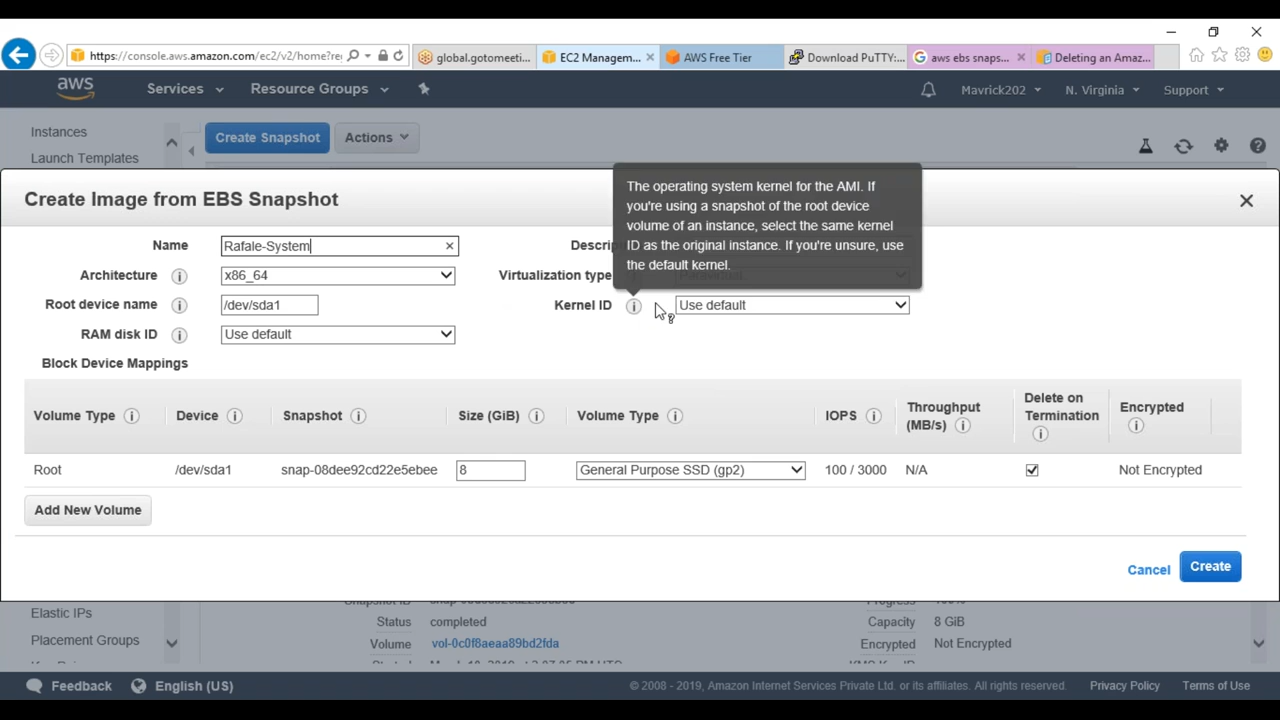 https://console.aws.amazon.com/ec2/v2/home?re
global.gotomeeti...
EC2 Managem...
AWS Free Tier
Download PuTTY:...
aws ebs snaps...
Deleting an Amaz...
aws
Services
Resource Groups
Mavrick202
N. Virginia
Support
Instances
Launch Templates
Create Snapshot
Actions
Create Image from EBS Snapshot
The operating system kernel for the AMI. If
you're using a snapshot of the root device
volume of an instance, select the same kernel
ID as the original instance. If you're unsure, use
the default kernel.
Name
Rafale-System
Descrip
Architecture
x86_64
Virtualization type
Root device name
/dev/sda1
Kernel ID
Use default
RAM disk ID
Use default
Block Device Mappings
Volume Type
Device
Snapshot
Size (GiB)
Volume Type
IOPS
Throughput
(MB/s)
Delete on
Termination
Encrypted
Root
/dev/sda1
snap-08dee92cd22e5ebee
8
General Purpose SSD (gp2)
100 / 3000
N/A
Not Encrypted
Add New Volume
Cancel
Create
Elastic IPs
Placement Groups
Status
completed
Volume
vol-0c0f8aeaa89bd2fda
Capacity
8 GiB
Encrypted
Not Encrypted
Feedback
English (US)
© 2008 - 2019, Amazon Internet Services Private Ltd. or its affiliates. All rights reserved.
Privacy Policy
Terms of Use